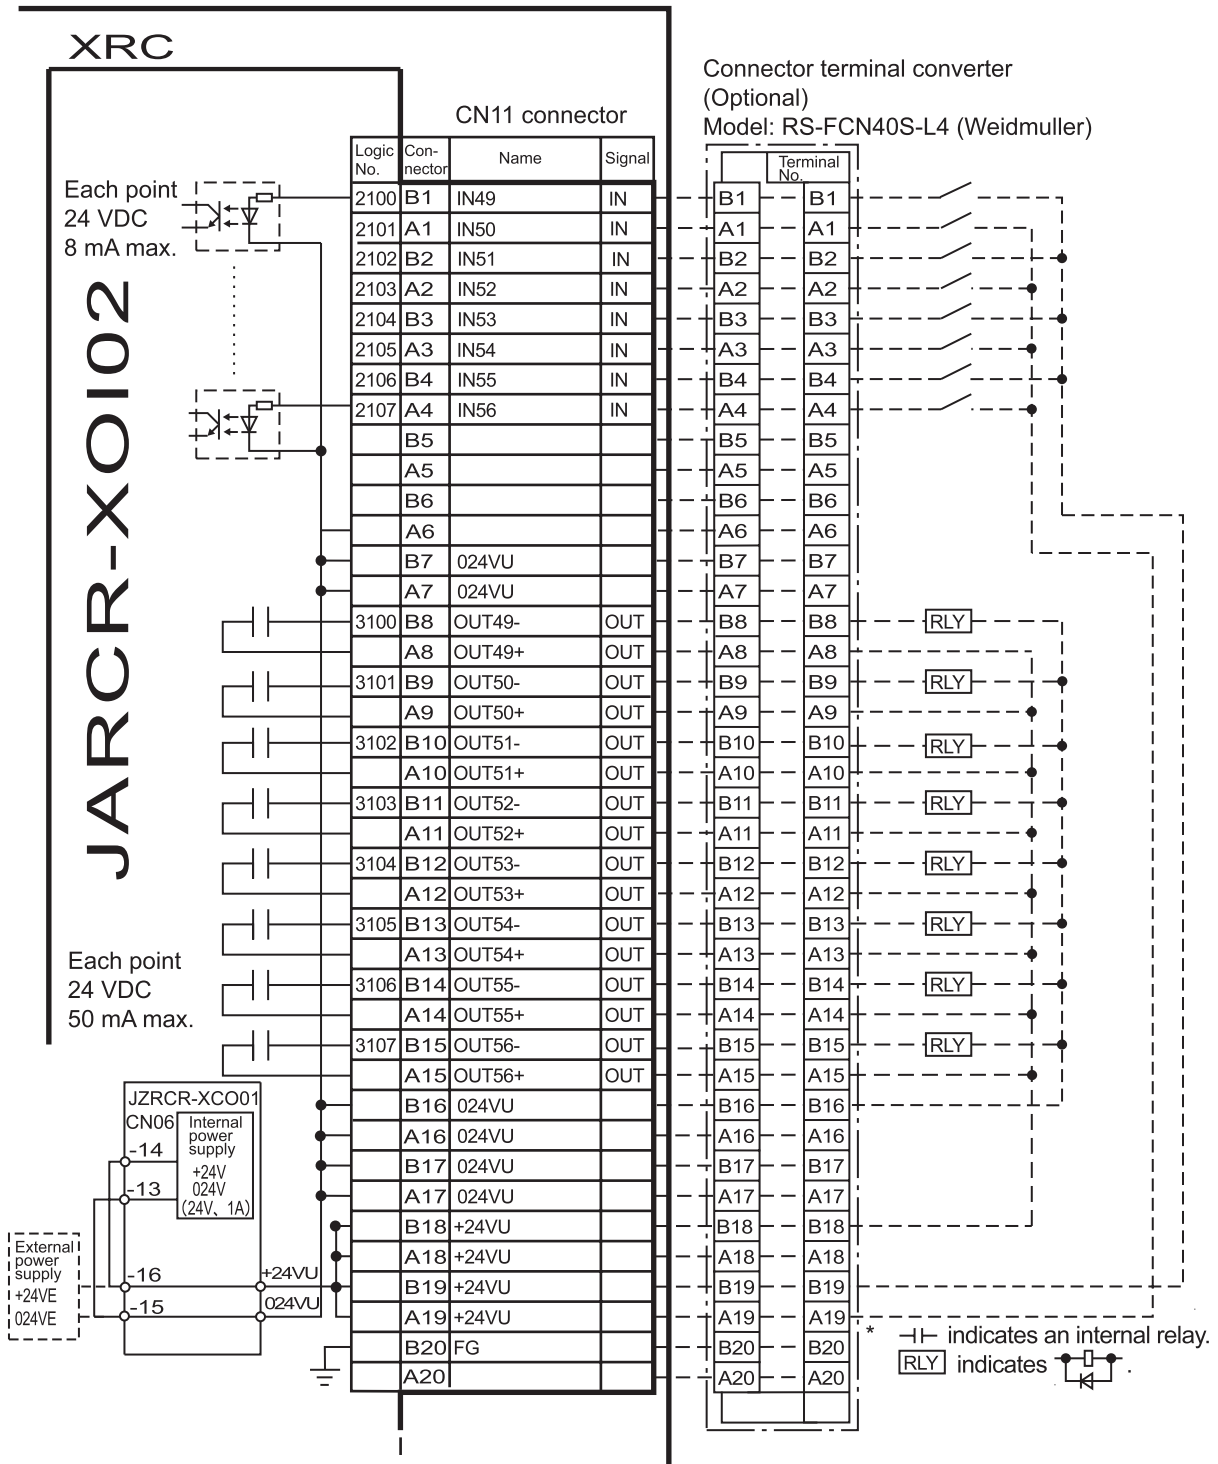 XRC
Connector terminal converter
(Optional)
Model: RS-FCN40S-L4 (Weidmuller)
CN11 connector
Logic No. Con-nector Name Signal
Terminal No.
Each point
24 VDC
8 mA max.
JARCR-XOI02
2100 B1 IN49 IN B1 B1
2101 A1 IN50 IN A1 A1
2102 B2 IN51 IN B2 B2
2103 A2 IN52 IN A2 A2
2104 B3 IN53 IN B3 B3
2105 A3 IN54 IN A3 A3
2106 B4 IN55 IN B4 B4
2107 A4 IN56 IN A4 A4
B5 B5 B5
A5 A5 A5
B6 B6 B6
A6 A6 A6
B7 024VU B7 B7
A7 024VU A7 A7
3100 B8 OUT49- OUT B8 B8 RLY
A8 OUT49+ OUT A8 A8
3101 B9 OUT50- OUT B9 B9 RLY
A9 OUT50+ OUT A9 A9
3102 B10 OUT51- OUT B10 B10 RLY
A10 OUT51+ OUT A10 A10
3103 B11 OUT52- OUT B11 B11 RLY
A11 OUT52+ OUT A11 A11
3104 B12 OUT53- OUT B12 B12 RLY
A12 OUT53+ OUT A12 A12
3105 B13 OUT54- OUT B13 B13 RLY
A13 OUT54+ OUT A13 A13
3106 B14 OUT55- OUT B14 B14 RLY
A14 OUT55+ OUT A14 A14
3107 B15 OUT56- OUT B15 B15 RLY
A15 OUT56+ OUT A15 A15
B16 024VU B16 B16
A16 024VU A16 A16
B17 024VU B17 B17
A17 024VU A17 A17
B18 +24VU B18 B18
A18 +24VU A18 A18
B19 +24VU B19 B19
A19 +24VU A19 A19
B20 FG B20 B20
A20 A20 A20
Each point
24 VDC
50 mA max.
JZRCR-XCO01
CN06
Internal
power
supply
+24V
024V
(24V、1A)
-14
-13
-16
-15
+24VU
024VU
External
power
supply
+24VE
024VE
* indicates an internal relay.
RLY indicates .